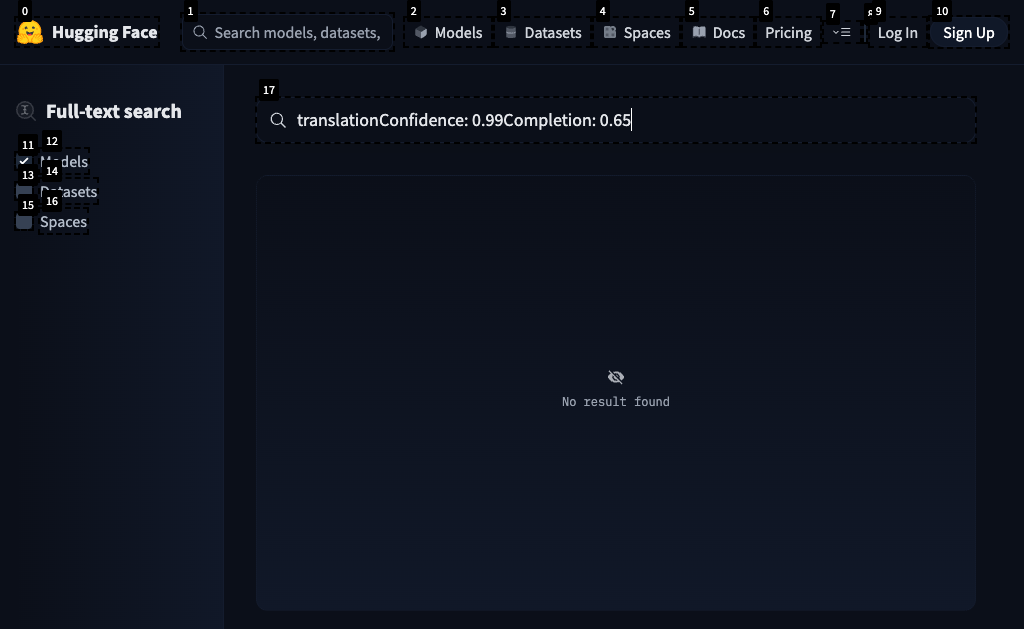 0 1 2 3 4 5 6 7 9 10
Hugging Face
Search models, datasets,
Models
Datasets
Spaces
Docs
Pricing
Log In
Sign Up
17
Full-text search
translationConfidence: 0.99Completion: 0.65
11 12
Models
13 14
Datasets
15 16
Spaces
No result found